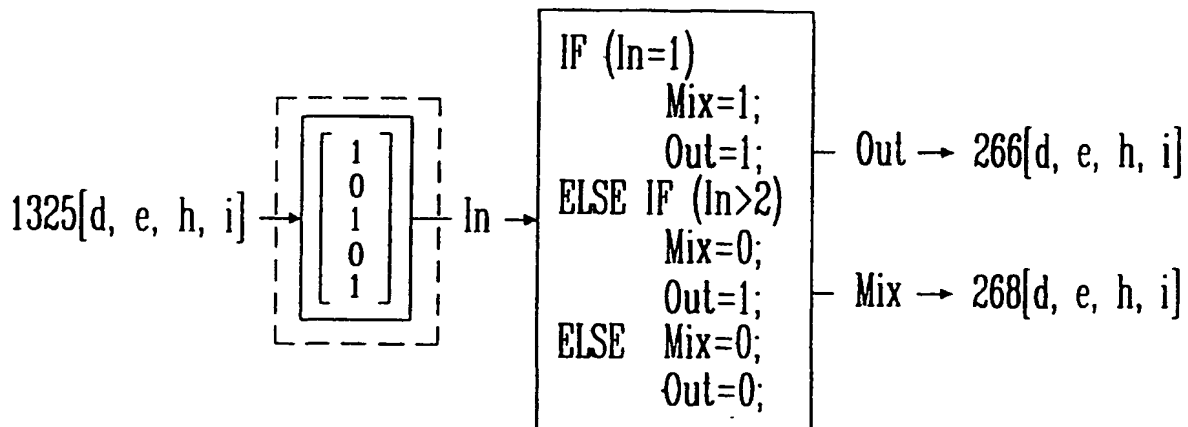 IF (In=1)
Mix=1;
Out=1;
ELSE IF (In>2)
Mix=0;
Out=1;
ELSE Mix=0;
Out=0;
1325[d, e, h, i]
1
0
1
0
1
In
Out → 266[d, e, h, i]
Mix → 268[d, e, h, i]